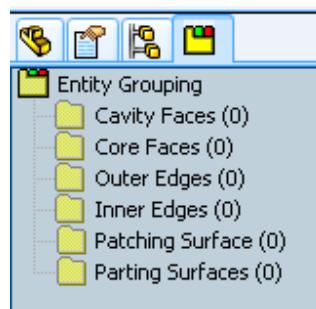 Entity Grouping
Cavity Faces (0)
Core Faces (0)
Outer Edges (0)
Inner Edges (0)
Patching Surface (0)
Parting Surfaces (0)